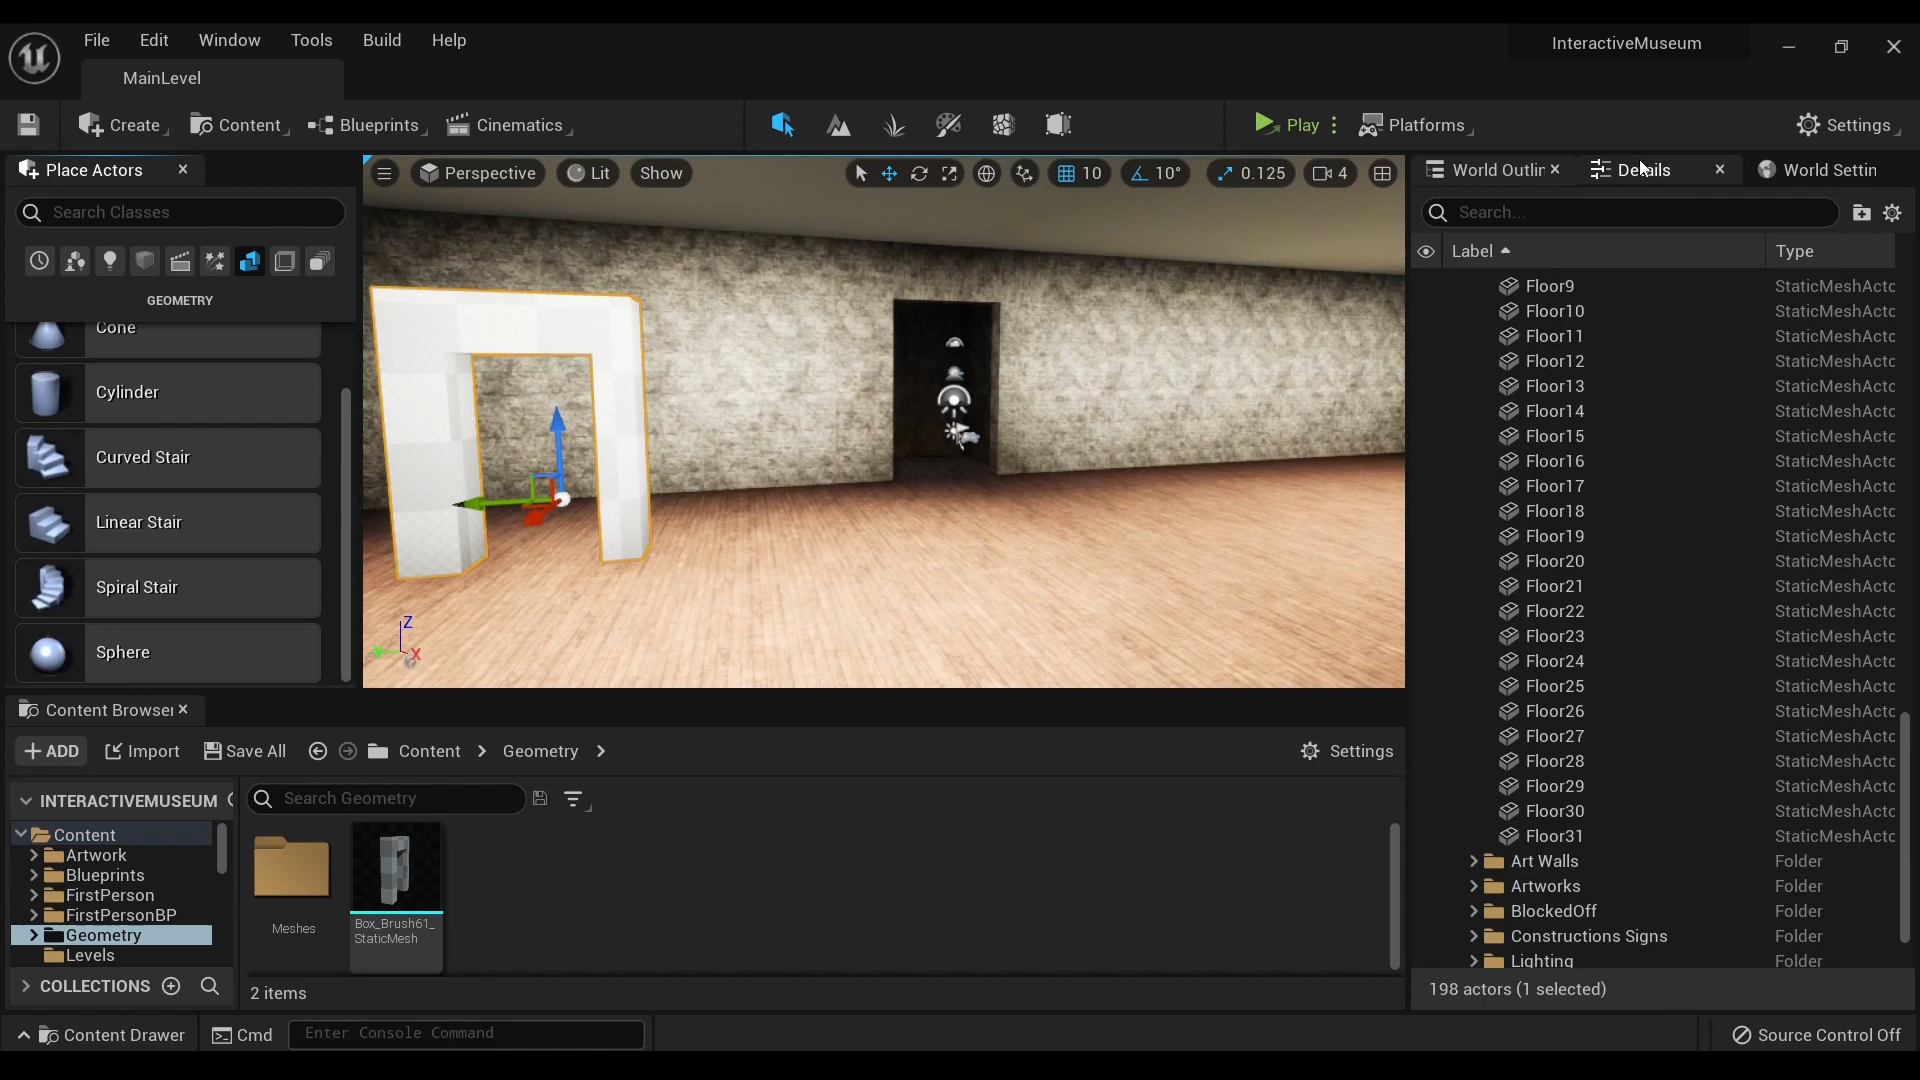 File Edit Window Tools Build Help
InteractiveMuseum
MainLevel
Create Content Blueprints Cinematics Play Platforms Settings
Place Actors
Search Classes
GEOMETRY
Cone
Cylinder
Curved Stair
Linear Stair
Spiral Stair
Sphere
Perspective Lit Show 10 10° 0.125 4
Z
Y
X
World Outlin Details World Settin
Search...
Label Type
Floor9 StaticMeshActo
Floor10 StaticMeshActo
Floor11 StaticMeshActo
Floor12 StaticMeshActo
Floor13 StaticMeshActo
Floor14 StaticMeshActo
Floor15 StaticMeshActo
Floor16 StaticMeshActo
Floor17 StaticMeshActo
Floor18 StaticMeshActo
Floor19 StaticMeshActo
Floor20 StaticMeshActo
Floor21 StaticMeshActo
Floor22 StaticMeshActo
Floor23 StaticMeshActo
Floor24 StaticMeshActo
Floor25 StaticMeshActo
Floor26 StaticMeshActo
Floor27 StaticMeshActo
Floor28 StaticMeshActo
Floor29 StaticMeshActo
Floor30 StaticMeshActo
Floor31 StaticMeshActo
Art Walls Folder
Artworks Folder
BlockedOff Folder
Constructions Signs Folder
Lighting Folder
198 actors (1 selected)
Content Browser
ADD Import Save All Content Geometry Settings
INTERACTIVEMUSEUM
Content
Artwork
Blueprints
FirstPerson
FirstPersonBP
Geometry
Levels
COLLECTIONS
Search Geometry
Meshes
Box_Brush61_
StaticMesh
2 items
Content Drawer Cmd Enter Console Command Source Control Off